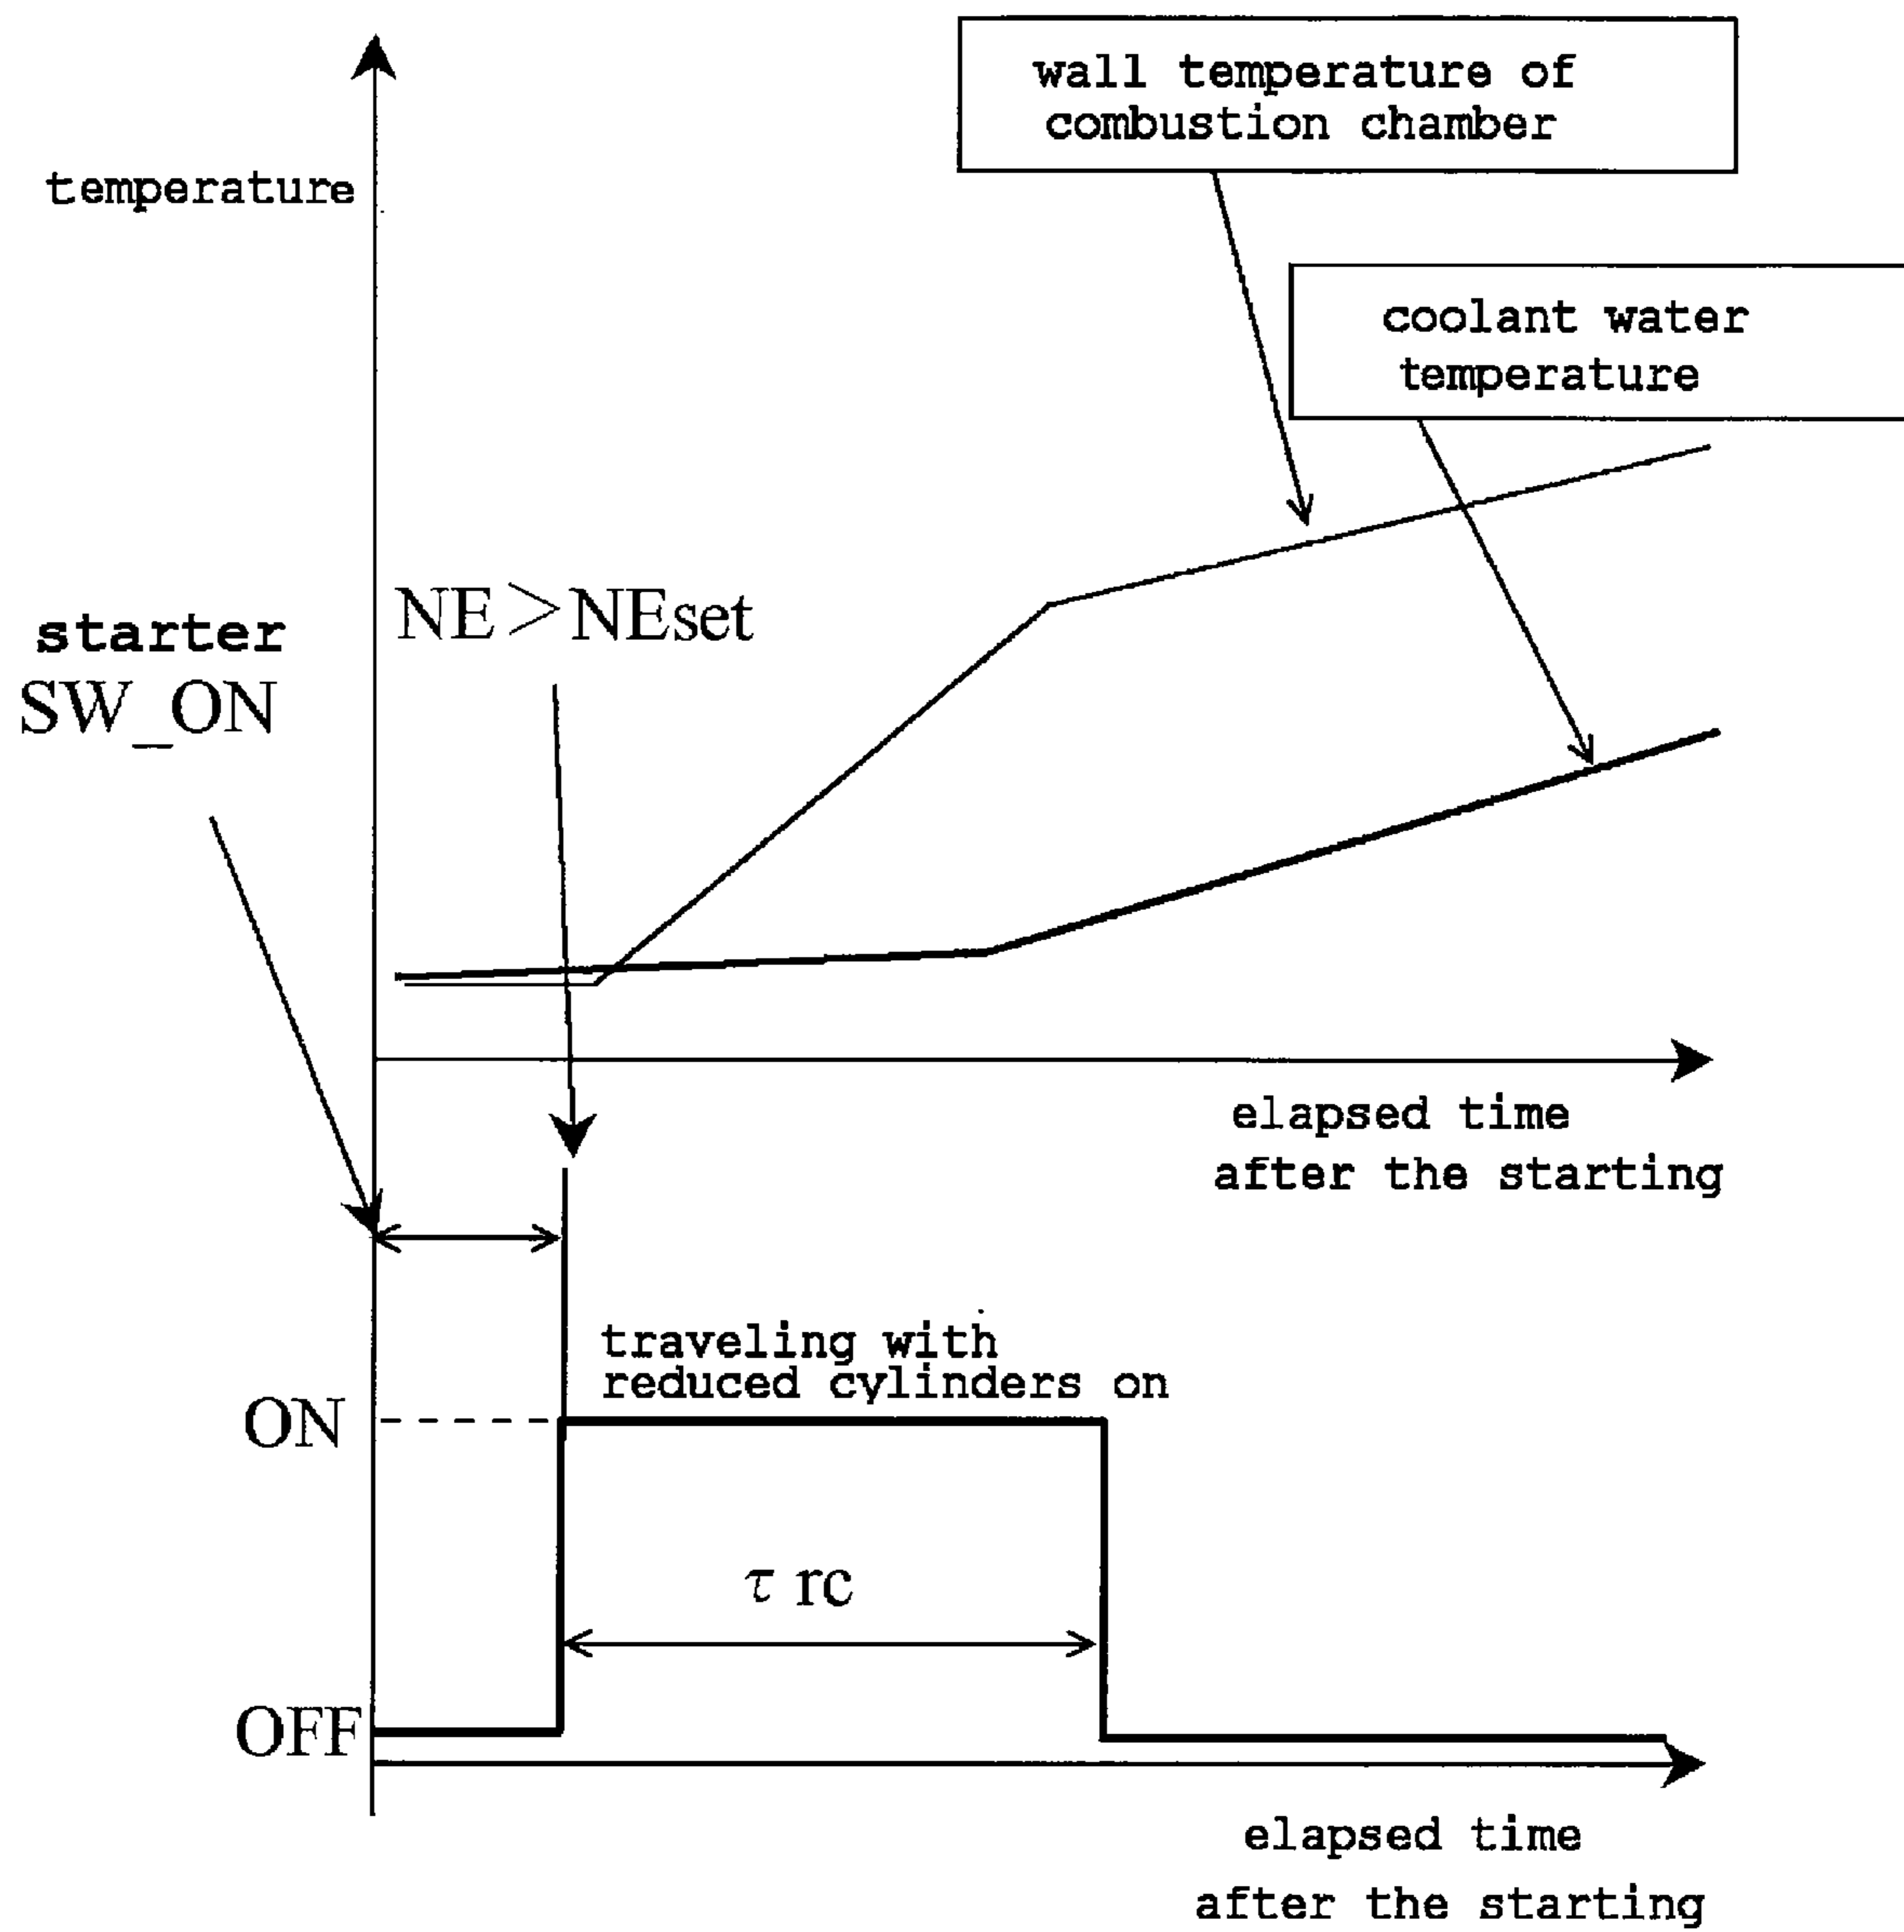 wall temperature of
combustion chamber
temperature
coolant water
temperature
NE>NEset
starter
SW_ON
elapsed time
after the starting
traveling with
reduced cylinders on
ON
τ rc
OFF
elapsed time
after the starting